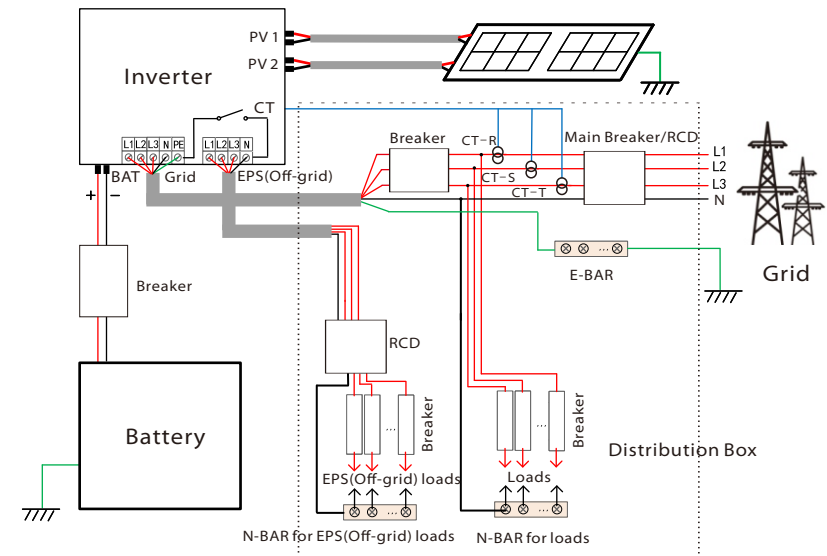 PV 1
PV 2
Inverter
CT
L1 L2 L3 N PE
L1 L2 L3 N
BAT
Grid
EPS(Off-grid)
+
−
Breaker
CT-R
CT-S
CT-T
Main Breaker/RCD
L1
L2
L3
N
Grid
...
E-BAR
Breaker
RCD
Battery
...
Breaker
EPS(Off-grid) loads
...
N-BAR for EPS(Off-grid) loads
...
Breaker
Loads
...
N-BAR for loads
Distribution Box